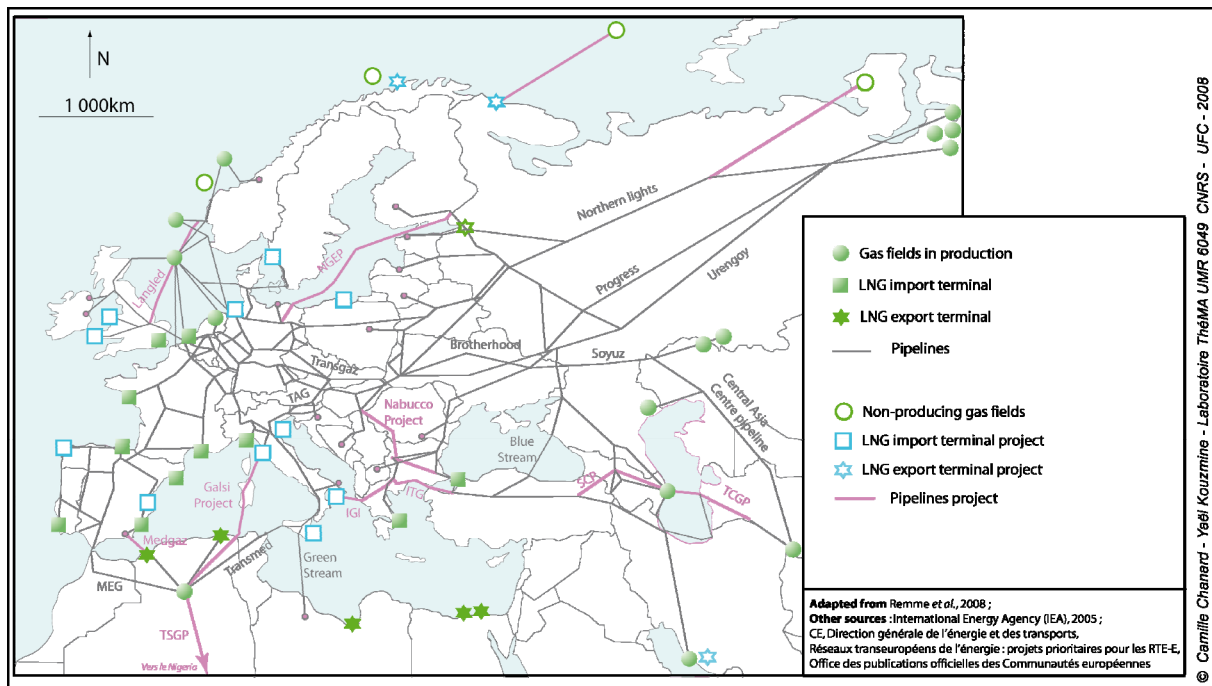 N
1 000km
Northern lights
Langled
NGEP
Progress
Urengoy
Brotherhood
Soyuz
Transgaz
TAG
Nabucco
Project
Central Asia
Centre pipeline
Blue
Stream
Galsi
Project
SCP
TCGP
ITG
IGI
Medgaz
Transmed
Green
Stream
MEG
TSGP
Vers le Nigeria
Gas fields in production
LNG import terminal
LNG export terminal
Pipelines
Non-producing gas fields
LNG import terminal project
LNG export terminal project
Pipelines project
Adapted from Remme et al., 2008 ;
Other sources : International Energy Agency (IEA), 2005 ;
CE, Direction générale de l'énergie et des transports,
Réseaux transeuropéens de l'énergie : projets prioritaires pour les RTE-E,
Office des publications officielles des Communautés européennes
© Camille Chanard - Yaël Kouzmine - Laboratoire ThéMA UMR 6049 CNRS - UFC - 2008